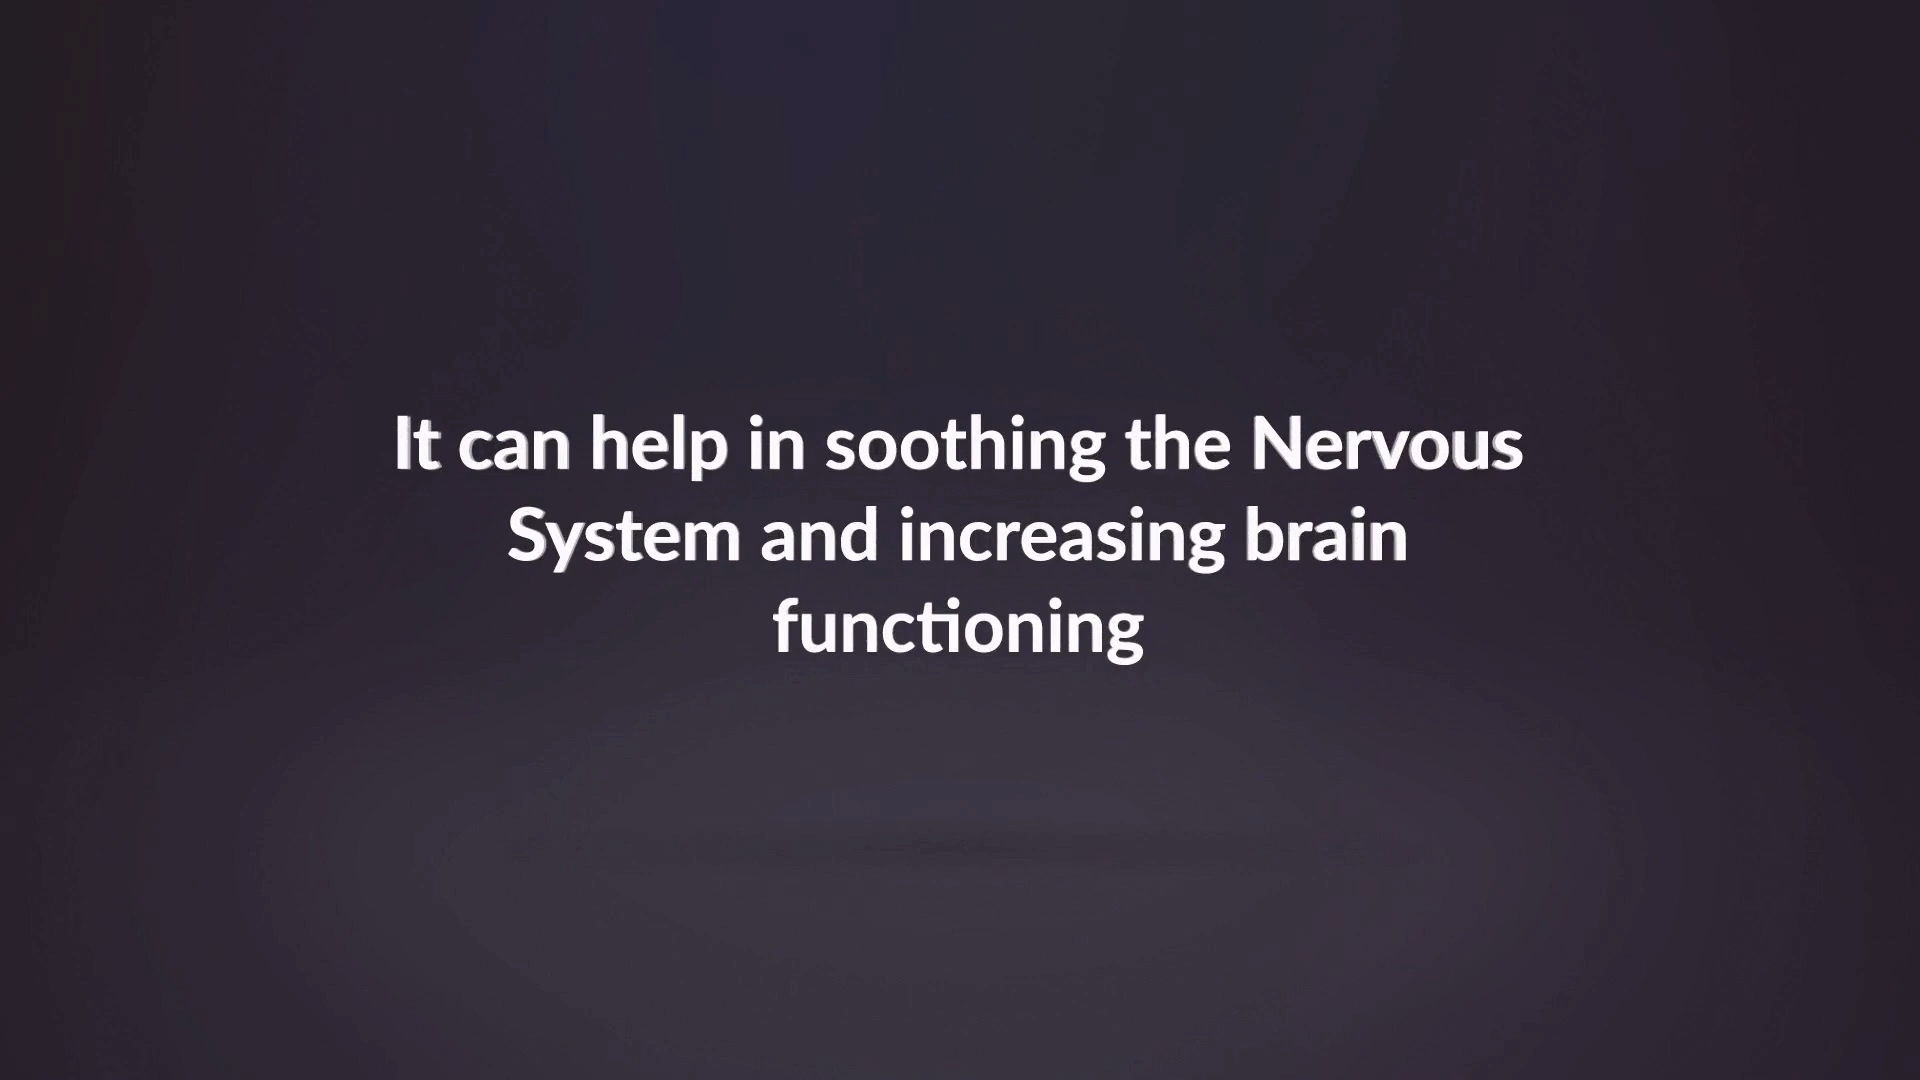 It can help in soothing the Nervous
System and increasing brain
functioning